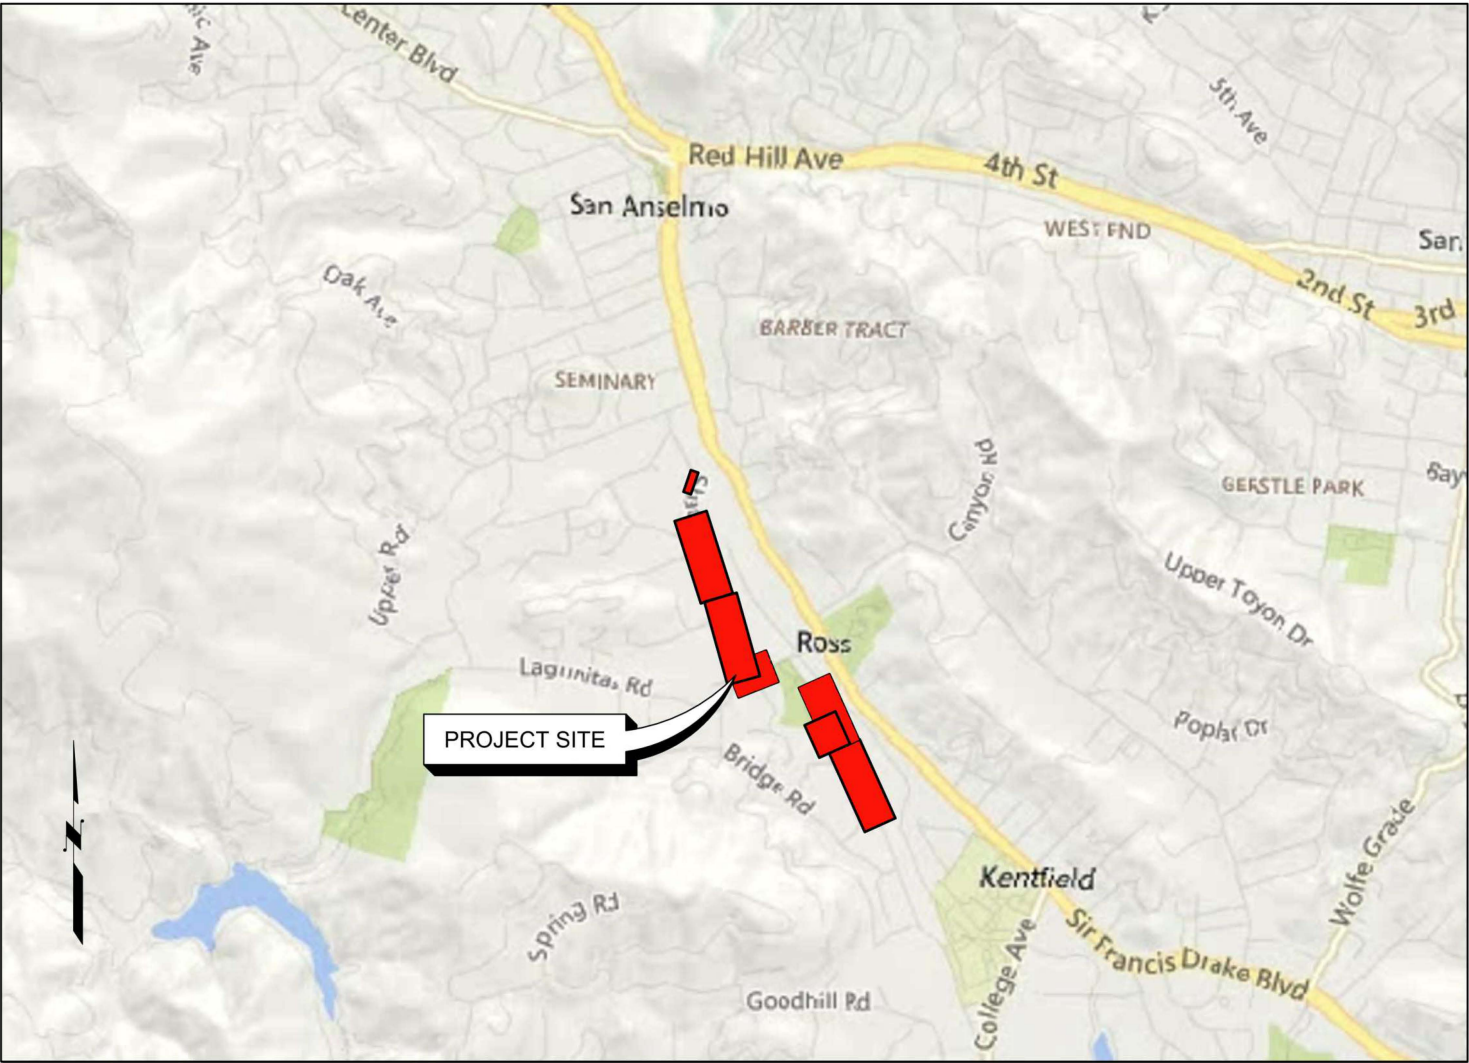 Center Blvd
5th Ave
Red Hill Ave
4th St
San Anselmo
WEST END
San
Oak Ave
2nd St
3rd
BARBER TRACT
SEMINARY
Canyon Rd
GERSTLE PARK
Bay
Upper Rd
Upper Toyon Dr
Ross
Lagunitas Rd
Poplar Dr
PROJECT SITE
Bridge Rd
Wolfe Grade
Kentfield
Spring Rd
Sir Francis Drake Blvd
College Ave
Goodhill Rd
N